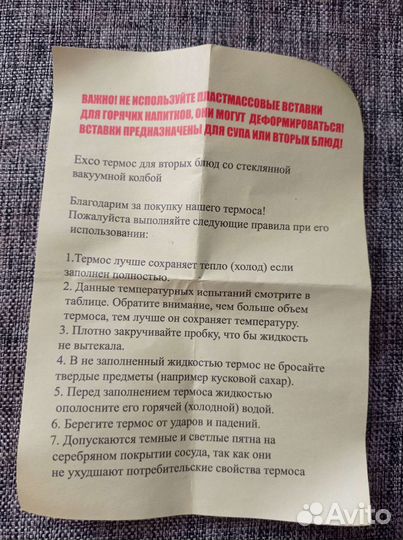 ВАЖНО! НЕ ИСПОЛЬЗУЙТЕ ПЛАСТМАССОВЫЕ ВСТАВКИ
ДЛЯ ГОРЯЧИХ НАПИТКОВ, ОНИ МОГУТ ДЕФОРМИРОВАТЬСЯ!
ВСТАВКИ ПРЕДНАЗНАЧЕНЫ ДЛЯ СУПА ИЛИ ВТОРЫХ БЛЮД!
Exco термос для вторых блюд со стеклянной
вакуумной колбой
Благодарим за покупку нашего термоса!
Пожалуйста выполняйте следующие правила при его
использовании:
1.Термос лучше сохраняет тепло (холод) если
заполнен полностью.
2. Данные температурных испытаний смотрите в
таблице. Обратите внимание, чем больше объем
термоса, тем лучше он сохраняет температуру.
3. Плотно закручивайте пробку, что бы жидкость
не вытекала.
4. В не заполненный жидкостью термос не бросайте
твердые предметы (например кусковой сахар).
5. Перед заполнением термоса жидкостью
ополосните его горячей (холодной) водой.
6. Берегите термос от ударов и падений.
7. Допускаются темные и светлые пятна на
серебряном покрытии сосуда, так как они
не ухудшают потребительские свойства термоса
Avito